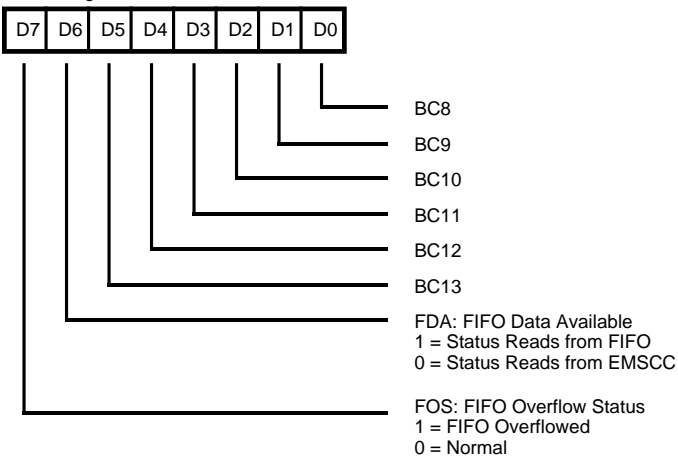 D7 D6 D5 D4 D3 D2 D1 D0
BC8
BC9
BC10
BC11
BC12
BC13
FDA: FIFO Data Available
1 = Status Reads from FIFO
0 = Status Reads from EMSCC
FOS: FIFO Overflow Status
1 = FIFO Overflowed
0 = Normal